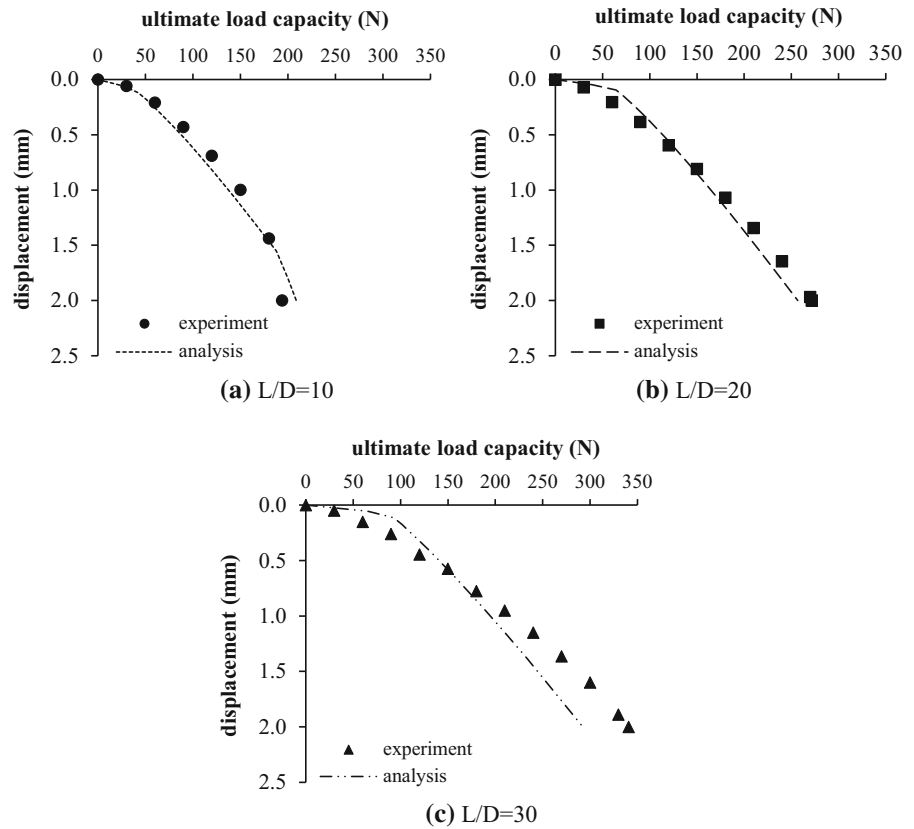 ultimate load capacity (N)
0 50 100 150 200 250 300 350
0.0
0.5
1.0
1.5
2.0
2.5
displacement (mm)
experiment
analysis
(a) L/D=10
ultimate load capacity (N)
0 50 100 150 200 250 300 350
0.0
0.5
1.0
1.5
2.0
2.5
displacement (mm)
experiment
analysis
(b) L/D=20
ultimate load capacity (N)
0 50 100 150 200 250 300 350
0.0
0.5
1.0
1.5
2.0
2.5
displacement (mm)
experiment
analysis
(c) L/D=30